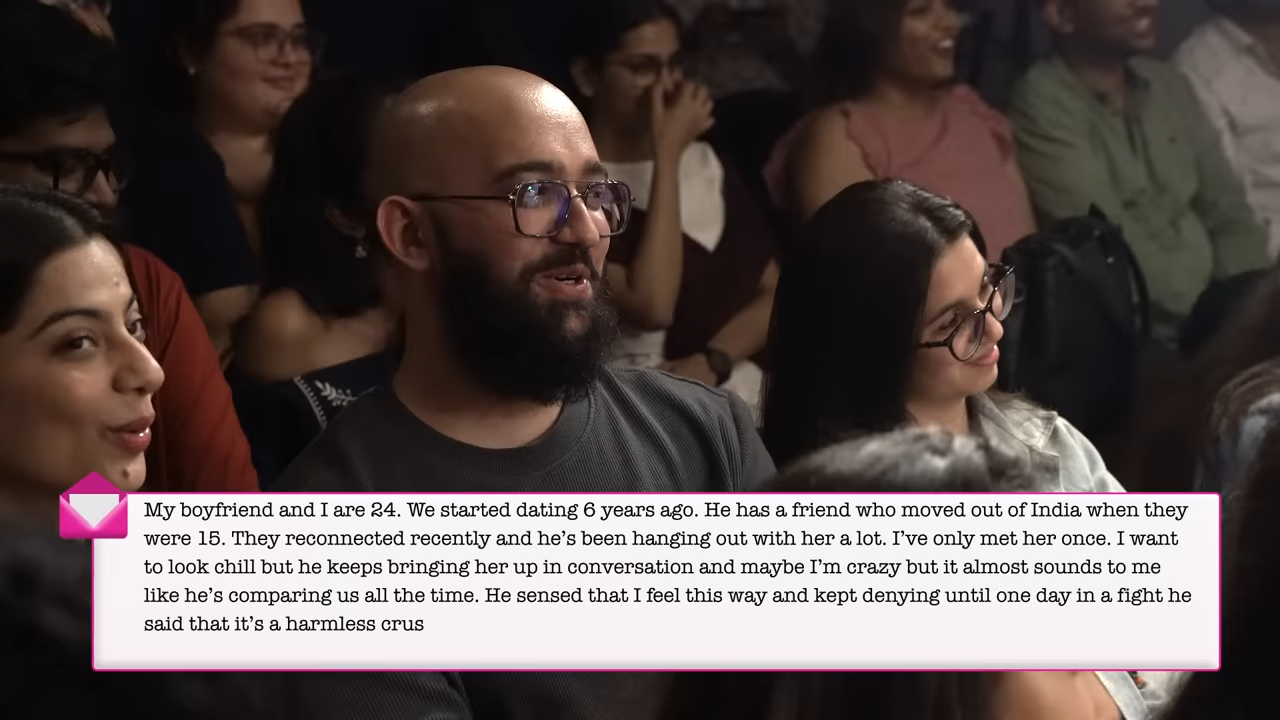 My boyfriend and I are 24. We started dating 6 years ago. He has a friend who moved out of India when they
were 15. They reconnected recently and he's been hanging out with her a lot. I've only met her once. I want
to look chill but he keeps bringing her up in conversation and maybe I'm crazy but it almost sounds to me
like he's comparing us all the time. He sensed that I feel this way and kept denying until one day in a fight he
said that it's a harmless crus